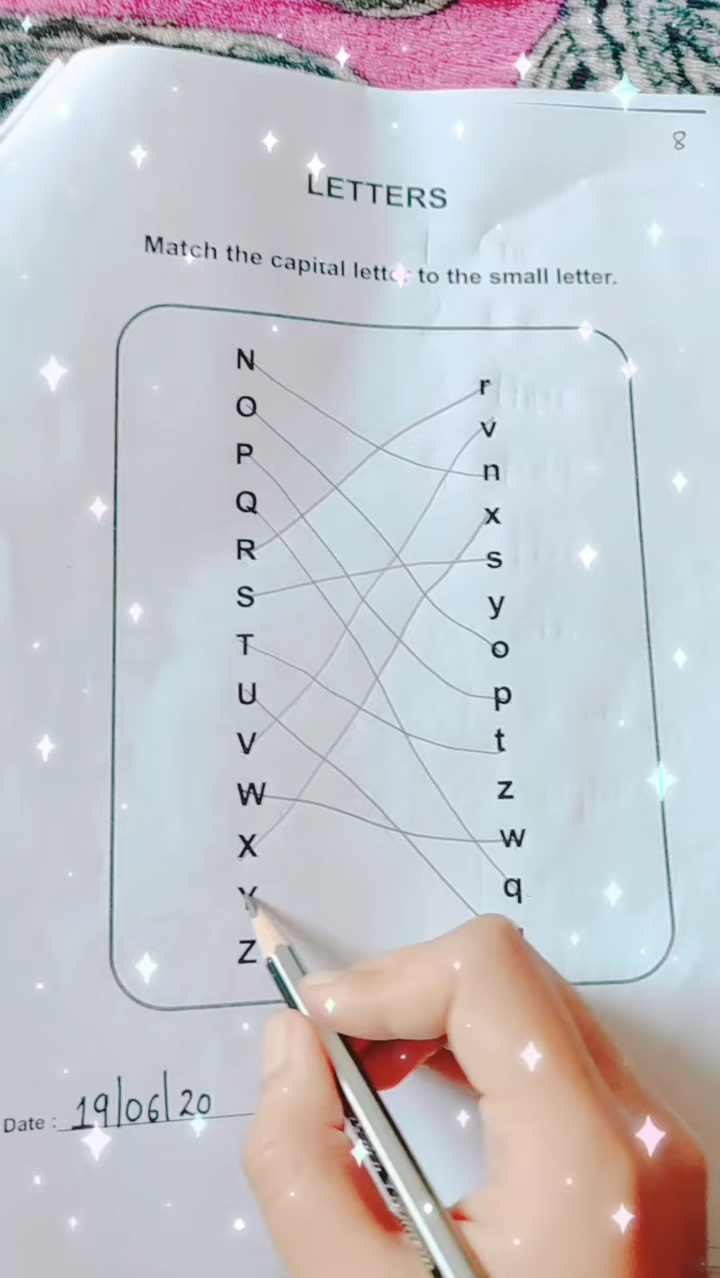 8
LETTERS
Match the capital letter to the small letter.
N
r
O
v
P
n
Q
x
R
s
S
y
T
o
U
p
V
t
W
z
X
w
Y
q
Z
Date : 19/06/20